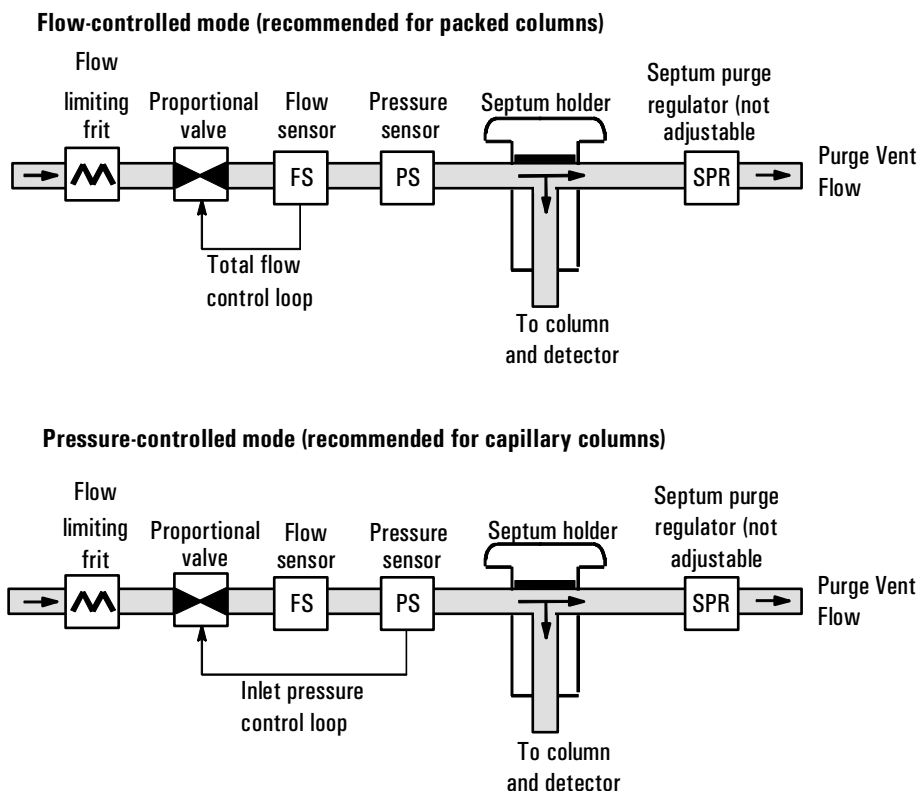 Flow-controlled mode (recommended for packed columns)
Flow
limiting
frit
Proportional
valve
Flow
sensor
Pressure
sensor
Septum holder
Septum purge
regulator (not
adjustable
FS
PS
SPR
Purge Vent
Flow
Total flow
control loop
To column
and detector
Pressure-controlled mode (recommended for capillary columns)
Flow
limiting
frit
Proportional
valve
Flow
sensor
Pressure
sensor
Septum holder
Septum purge
regulator (not
adjustable
FS
PS
SPR
Purge Vent
Flow
Inlet pressure
control loop
To column
and detector